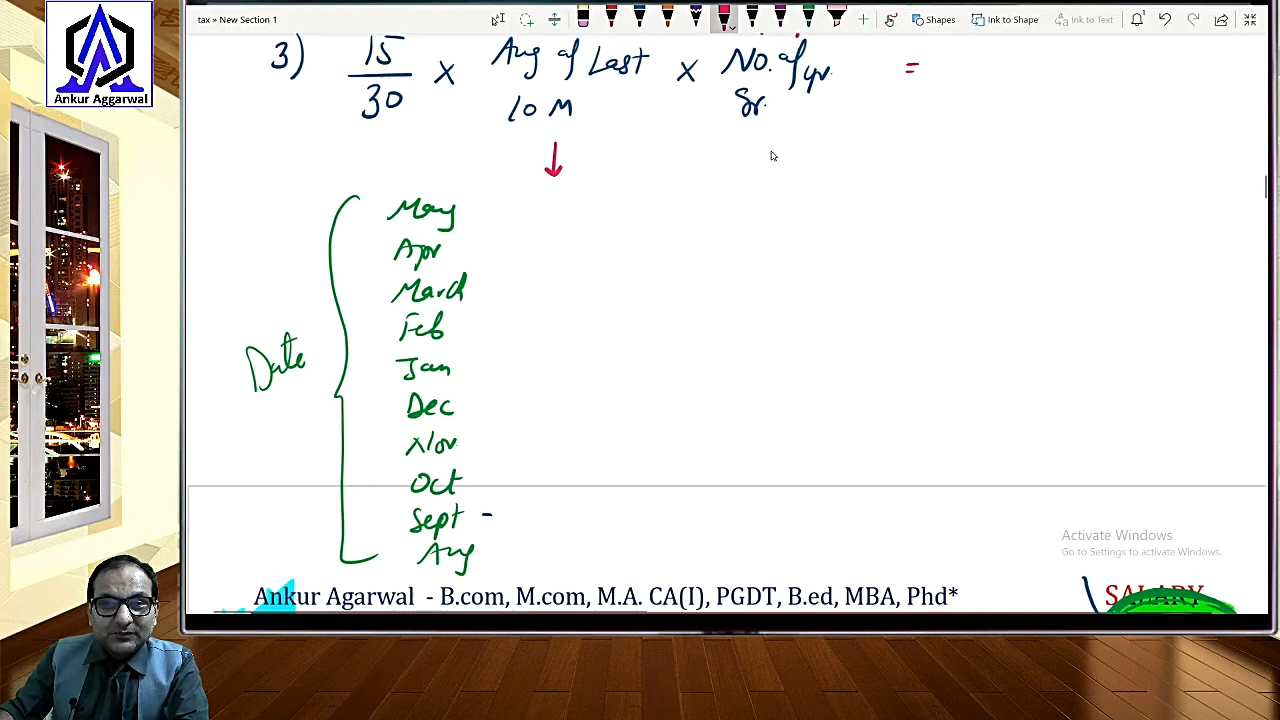 tax » New Section 1
Shapes
Ink to Shape
Ink to Text
Ankur Aggarwal
3) 15/30 × Avg of Last 10 M × No. of yr. Sr. =
May
Apr
March
Feb
Jan
Date
Dec
Nov
Oct
Sept -
Aug
Activate Windows
Go to Settings to activate Windows.
Ankur Agarwal - B.com, M.com, M.A. CA(I), PGDT, B.ed, MBA, Phd*
SALARY